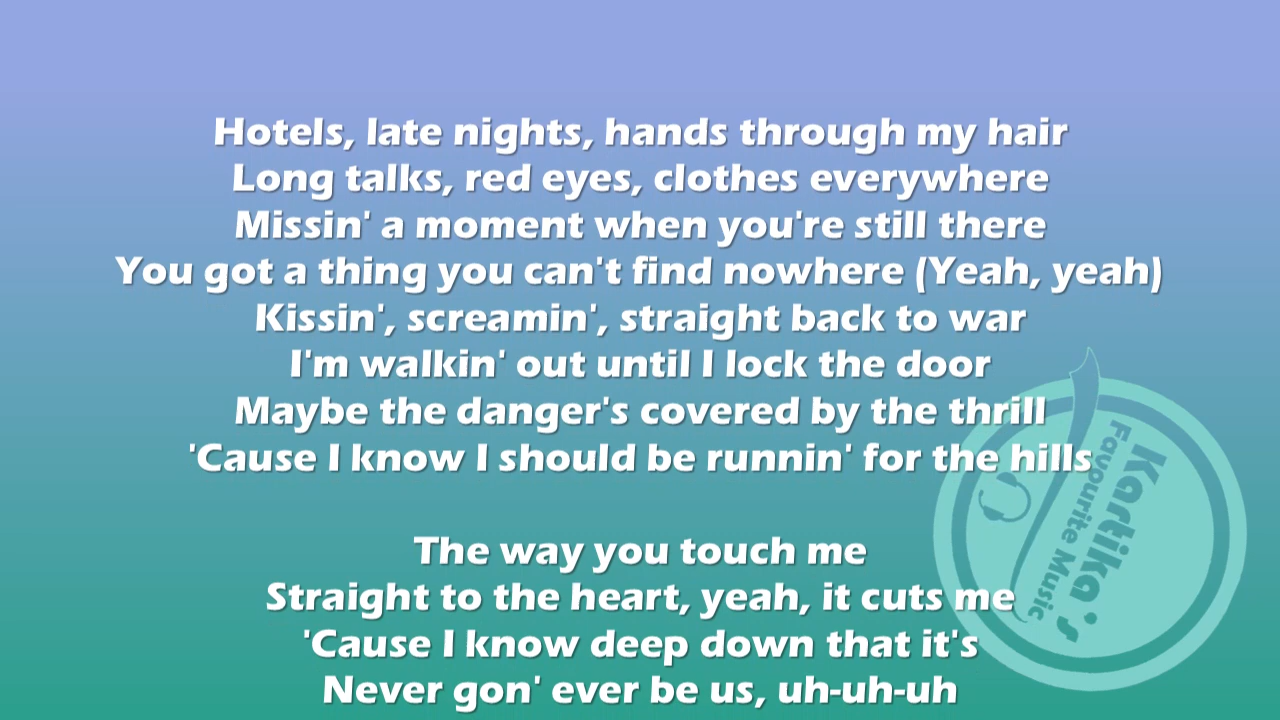 Hotels, late nights, hands through my hair
Long talks, red eyes, clothes everywhere
Missin' a moment when you're still there
You got a thing you can't find nowhere (Yeah, yeah)
Kissin', screamin', straight back to war
I'm walkin' out until I lock the door
Maybe the danger's covered by the thrill
'Cause I know I should be runnin' for the hills
The way you touch me
Straight to the heart, yeah, it cuts me
'Cause I know deep down that it's
Never gon' ever be us, uh-uh-uh
Kartika's
Favourite Music